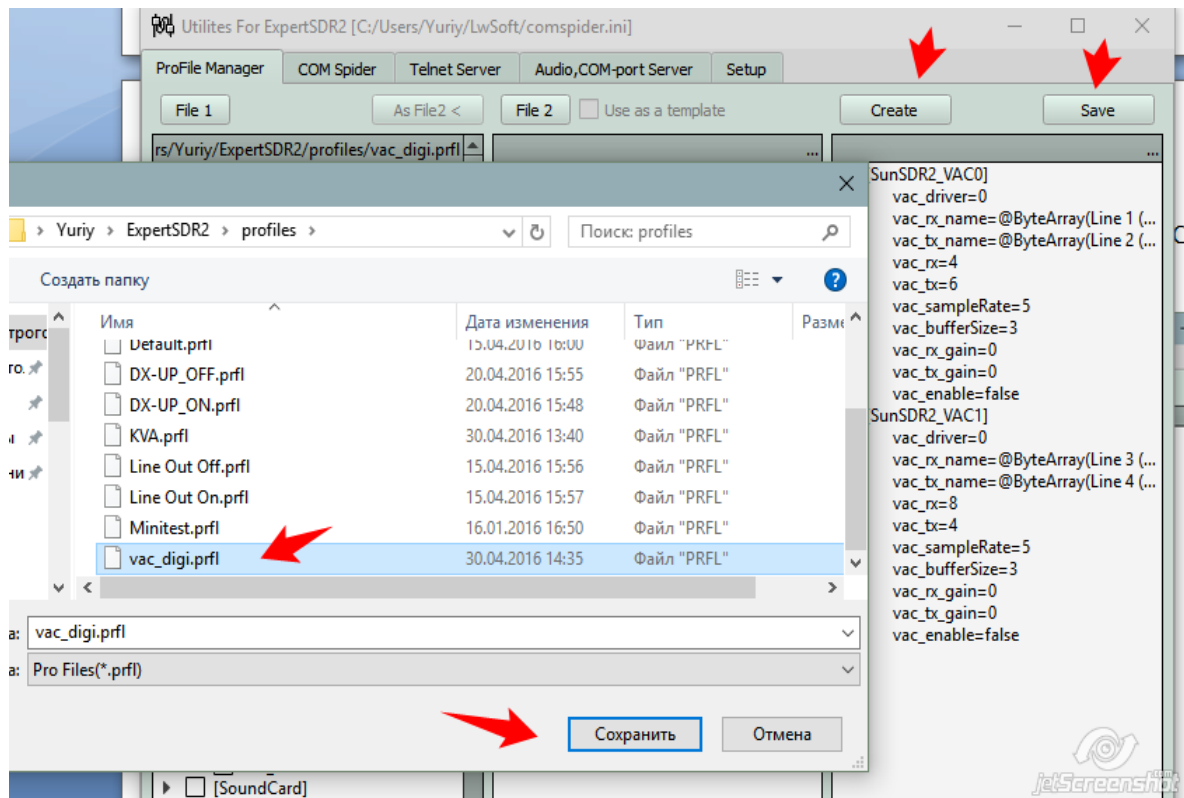 Utilites For ExpertSDR2 [C:/Users/Yuriy/LwSoft/comspider.ini]
ProFile Manager COM Spider Telnet Server Audio,COM-port Server Setup
File 1 As File2 < File 2 Use as a template Create Save
rs/Yuriy/ExpertSDR2/profiles/vac_digi.prfl ... ...
Yuriy › ExpertSDR2 › profiles ›
Поиск: profiles
Создать папку
Имя Дата изменения Тип Разме
Default.prfl 15.04.2016 16:00 Файл "PRFL"
DX-UP_OFF.prfl 20.04.2016 15:55 Файл "PRFL"
DX-UP_ON.prfl 20.04.2016 15:48 Файл "PRFL"
KVA.prfl 30.04.2016 13:40 Файл "PRFL"
Line Out Off.prfl 15.04.2016 15:56 Файл "PRFL"
Line Out On.prfl 15.04.2016 15:57 Файл "PRFL"
Minitest.prfl 16.01.2016 16:50 Файл "PRFL"
vac_digi.prfl 30.04.2016 14:35 Файл "PRFL"
а: vac_digi.prfl
а: Pro Files(*.prfl)
Сохранить Отмена
[SoundCard]
SunSDR2_VAC0]
vac_driver=0
vac_rx_name=@ByteArray(Line 1 (...
vac_tx_name=@ByteArray(Line 2 (...
vac_rx=4
vac_tx=6
vac_sampleRate=5
vac_bufferSize=3
vac_rx_gain=0
vac_tx_gain=0
vac_enable=false
SunSDR2_VAC1]
vac_driver=0
vac_rx_name=@ByteArray(Line 3 (...
vac_tx_name=@ByteArray(Line 4 (...
vac_rx=8
vac_tx=4
vac_sampleRate=5
vac_bufferSize=3
vac_rx_gain=0
vac_tx_gain=0
vac_enable=false
jetScreenshot
.com